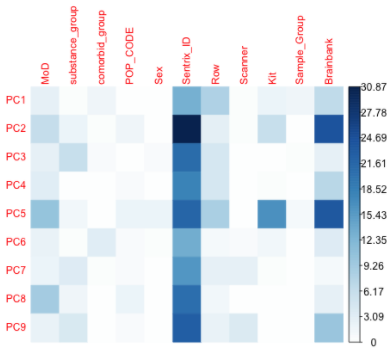 MoD substance_group comorbid_group POP_CODE Sex Sentrix_ID Row Scanner Kit Sample_Group Brainbank
PC1
PC2
PC3
PC4
PC5
PC6
PC7
PC8
PC9
30.87
27.78
24.69
21.61
18.52
15.43
12.35
9.26
6.17
3.09
0